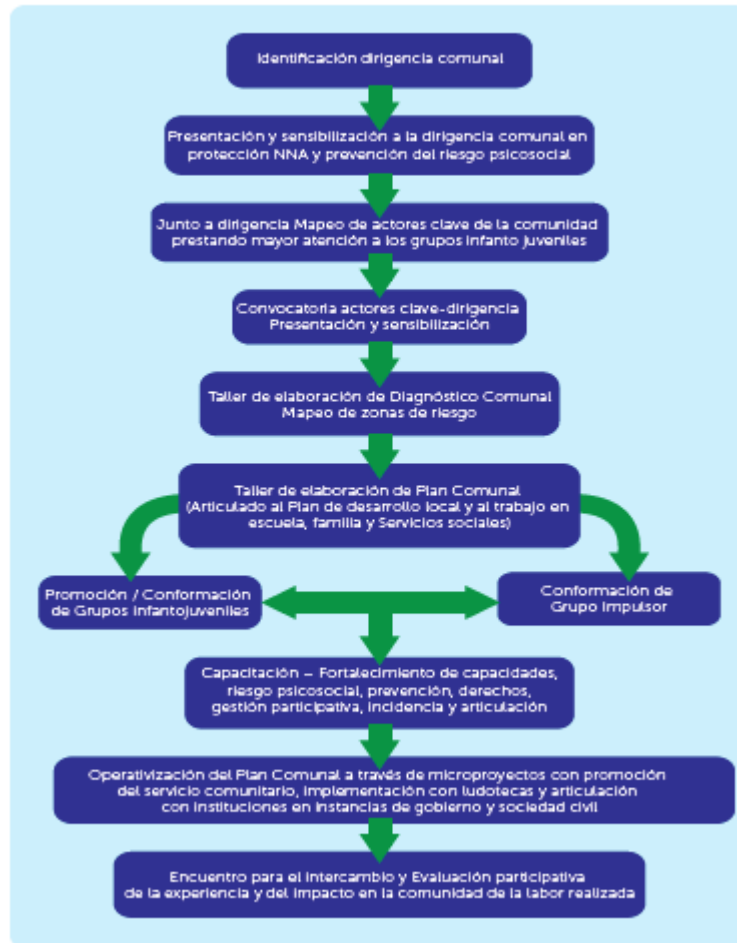 Identificación dirigencia comunal
Presentación y sensibilización a la dirigencia comunal en
protección NNA y prevención del riesgo psicosocial
Junto a dirigencia Mapeo de actores clave de la comunidad
prestando mayor atención a los grupos infanto juveniles
Convocatoria actores clave-dirigencia
Presentación y sensibilización
Taller de elaboración de Diagnóstico Comunal
Mapeo de zonas de riesgo
Taller de elaboración de Plan Comunal
(Articulado al Plan de desarrollo local y al trabajo en
escuela, familia y Servicios sociales)
Promoción / Conformación
de Grupos infantojuveniles
Conformación de
Grupo Impulsor
Capacitación – Fortalecimiento de capacidades,
riesgo psicosocial, prevención, derechos,
gestión participativa, incidencia y articulación
Operativización del Plan Comunal a través de microproyectos con promoción
del servicio comunitario, implementación con ludotecas y articulación
con instituciones en instancias de gobierno y sociedad civil
Encuentro para el intercambio y Evaluación participativa
de la experiencia y del impacto en la comunidad de la labor realizada